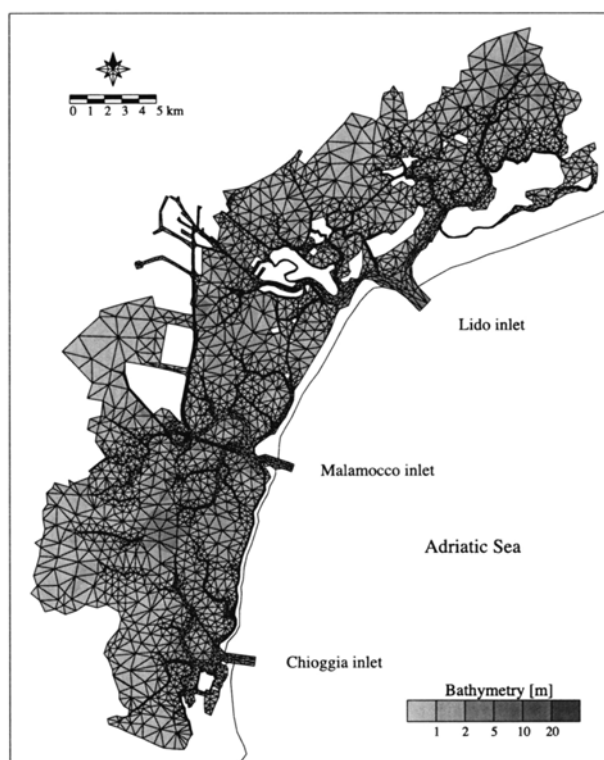 0 1 2 3 4 5 km
Lido inlet
Malamocco inlet
Adriatic Sea
Chioggia inlet
Bathymetry [m]
1 2 5 10 20